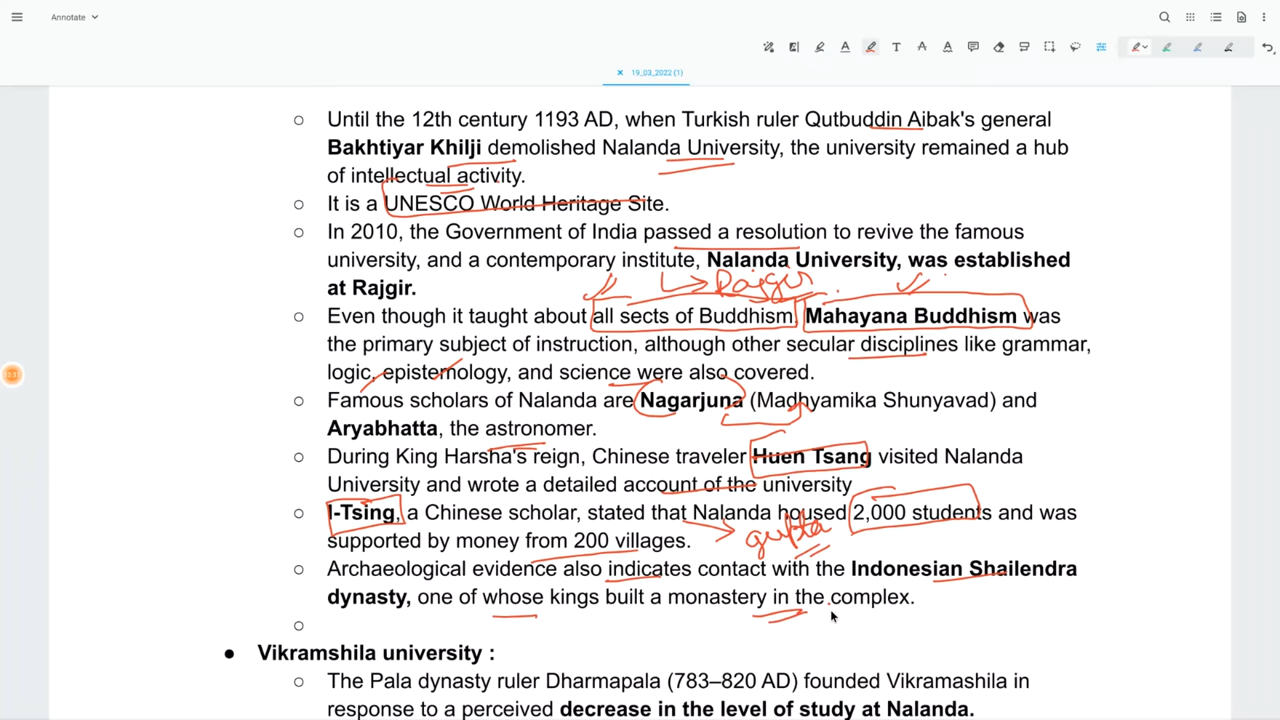 Annotate
19_03_2022 (1)
○ Until the 12th century 1193 AD, when Turkish ruler Qutbuddin Aibak's general
Bakhtiyar Khilji demolished Nalanda University, the university remained a hub
of intellectual activity.
○ It is a UNESCO World Heritage Site.
○ In 2010, the Government of India passed a resolution to revive the famous
university, and a contemporary institute, Nalanda University, was established
at Rajgir.
Rajgir
○ Even though it taught about all sects of Buddhism, Mahayana Buddhism was
the primary subject of instruction, although other secular disciplines like grammar,
logic, epistemology, and science were also covered.
○ Famous scholars of Nalanda are Nagarjuna (Madhyamika Shunyavad) and
Aryabhatta, the astronomer.
○ During King Harsha's reign, Chinese traveler Huen Tsang visited Nalanda
University and wrote a detailed account of the university
○ I-Tsing, a Chinese scholar, stated that Nalanda housed 2,000 students and was
supported by money from 200 villages.
gupta
○ Archaeological evidence also indicates contact with the Indonesian Shailendra
dynasty, one of whose kings built a monastery in the complex.
○
● Vikramshila university :
○ The Pala dynasty ruler Dharmapala (783–820 AD) founded Vikramashila in
response to a perceived decrease in the level of study at Nalanda.